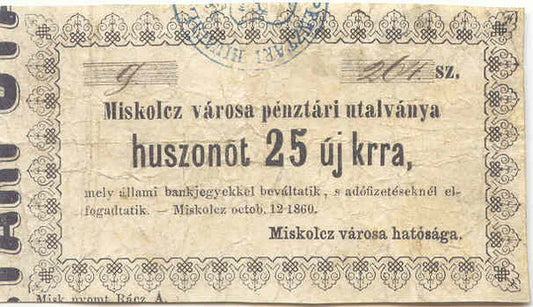 9 264 sz.
Miskolcz városa pénztári utalványa
huszonöt 25 új krra,
mely állami bankjegyekkel beváltatik, s adófizetéseknél el-
fogadtatik. — Miskolcz octob. 12 1860.
Miskolcz városa hatósága.
Misk nyomt Rácz A.